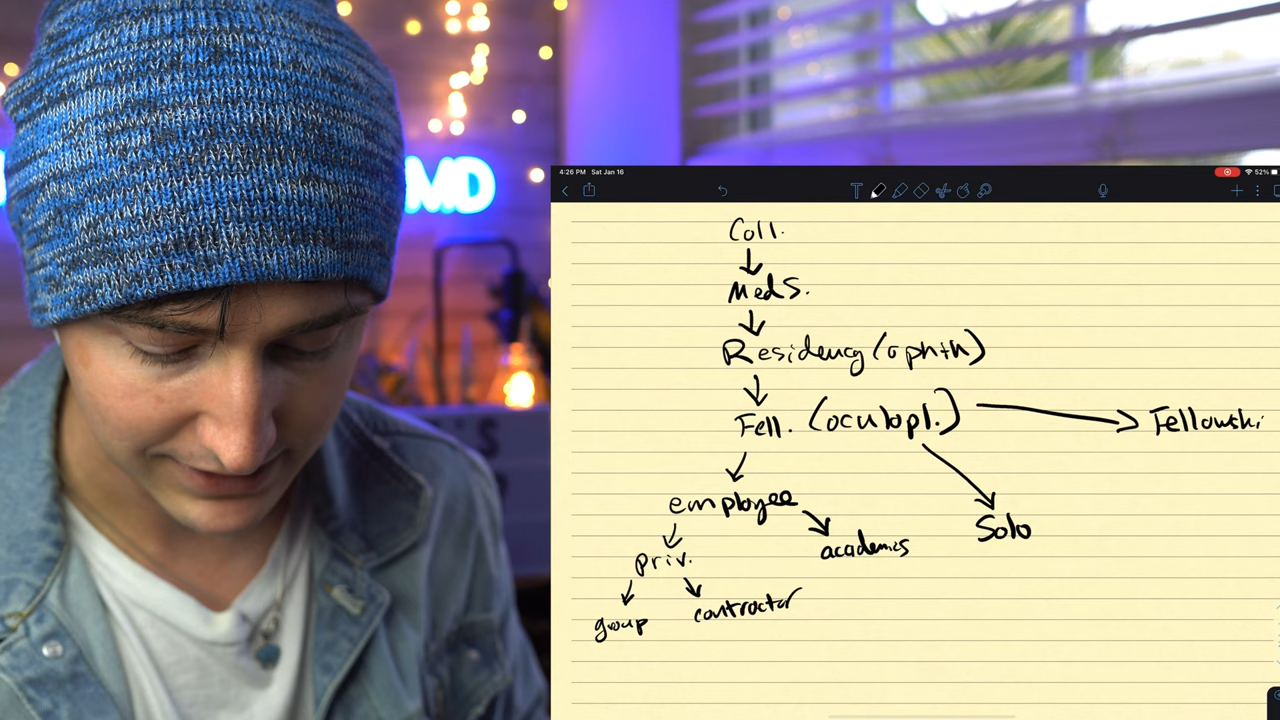 MD
4:26 PM Sat Jan 16
52%
T
Coll.
Med S.
Residency (ophth)
Fell. (oculopl.)
Fellowshi
employee
academics
Solo
priv.
group
contractor